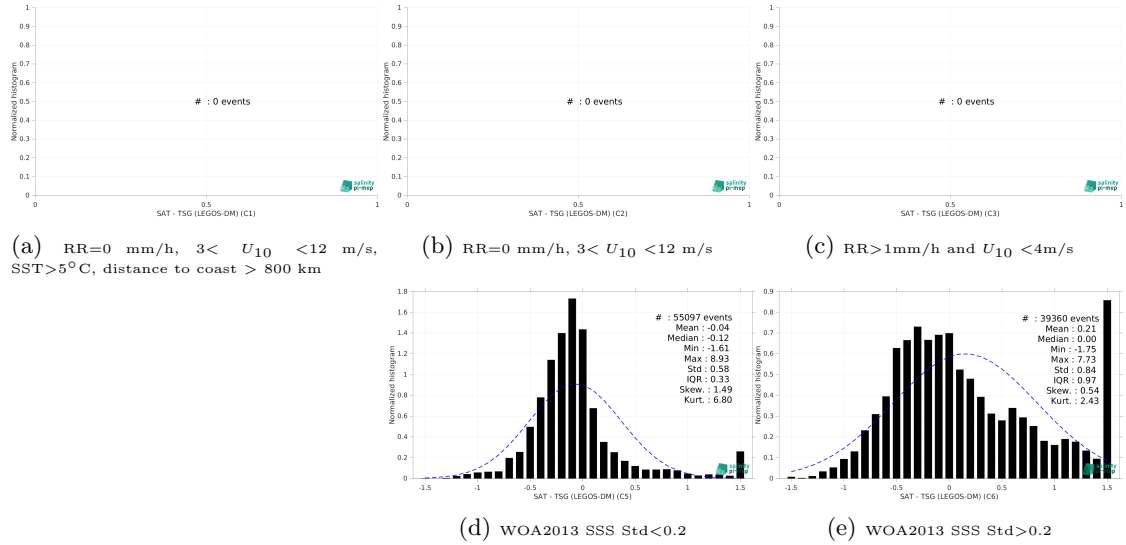 1
0.9
0.8
0.7
0.6
0.5
0.4
0.3
0.2
0.1
0
Normalized histogram
# : 0 events
salinity
pi-mep
0 0.5 1
SAT - TSG (LEGOS-DM) (C1)
1
0.9
0.8
0.7
0.6
0.5
0.4
0.3
0.2
0.1
0
Normalized histogram
# : 0 events
salinity
pi-mep
0 0.5 1
SAT - TSG (LEGOS-DM) (C2)
1
0.9
0.8
0.7
0.6
0.5
0.4
0.3
0.2
0.1
0
Normalized histogram
# : 0 events
salinity
pi-mep
0 0.5 1
SAT - TSG (LEGOS-DM) (C3)
(a) RR=0 mm/h, 3< U10 <12 m/s,
SST>5°C, distance to coast > 800 km
(b) RR=0 mm/h, 3< U10 <12 m/s
(c) RR>1mm/h and U10 <4m/s
1.8
1.6
1.4
1.2
1
0.8
0.6
0.4
0.2
0
Normalized histogram
# : 55097 events
Mean : -0.04
Median : -0.12
Min : -1.61
Max : 8.93
Std : 0.58
IQR : 0.33
Skew. : 1.49
Kurt. : 6.80
salinity
pi-mep
-1.5 -1 -0.5 0 0.5 1 1.5
SAT - TSG (LEGOS-DM) (C5)
0.9
0.8
0.7
0.6
0.5
0.4
0.3
0.2
0.1
0
Normalized histogram
# : 39360 events
Mean : 0.21
Median : 0.00
Min : -1.75
Max : 7.73
Std : 0.84
IQR : 0.97
Skew. : 0.54
Kurt. : 2.43
-1.5 -1 -0.5 0 0.5 1 1.5
SAT - TSG (LEGOS-DM) (C6)
(d) WOA2013 SSS Std<0.2
(e) WOA2013 SSS Std>0.2